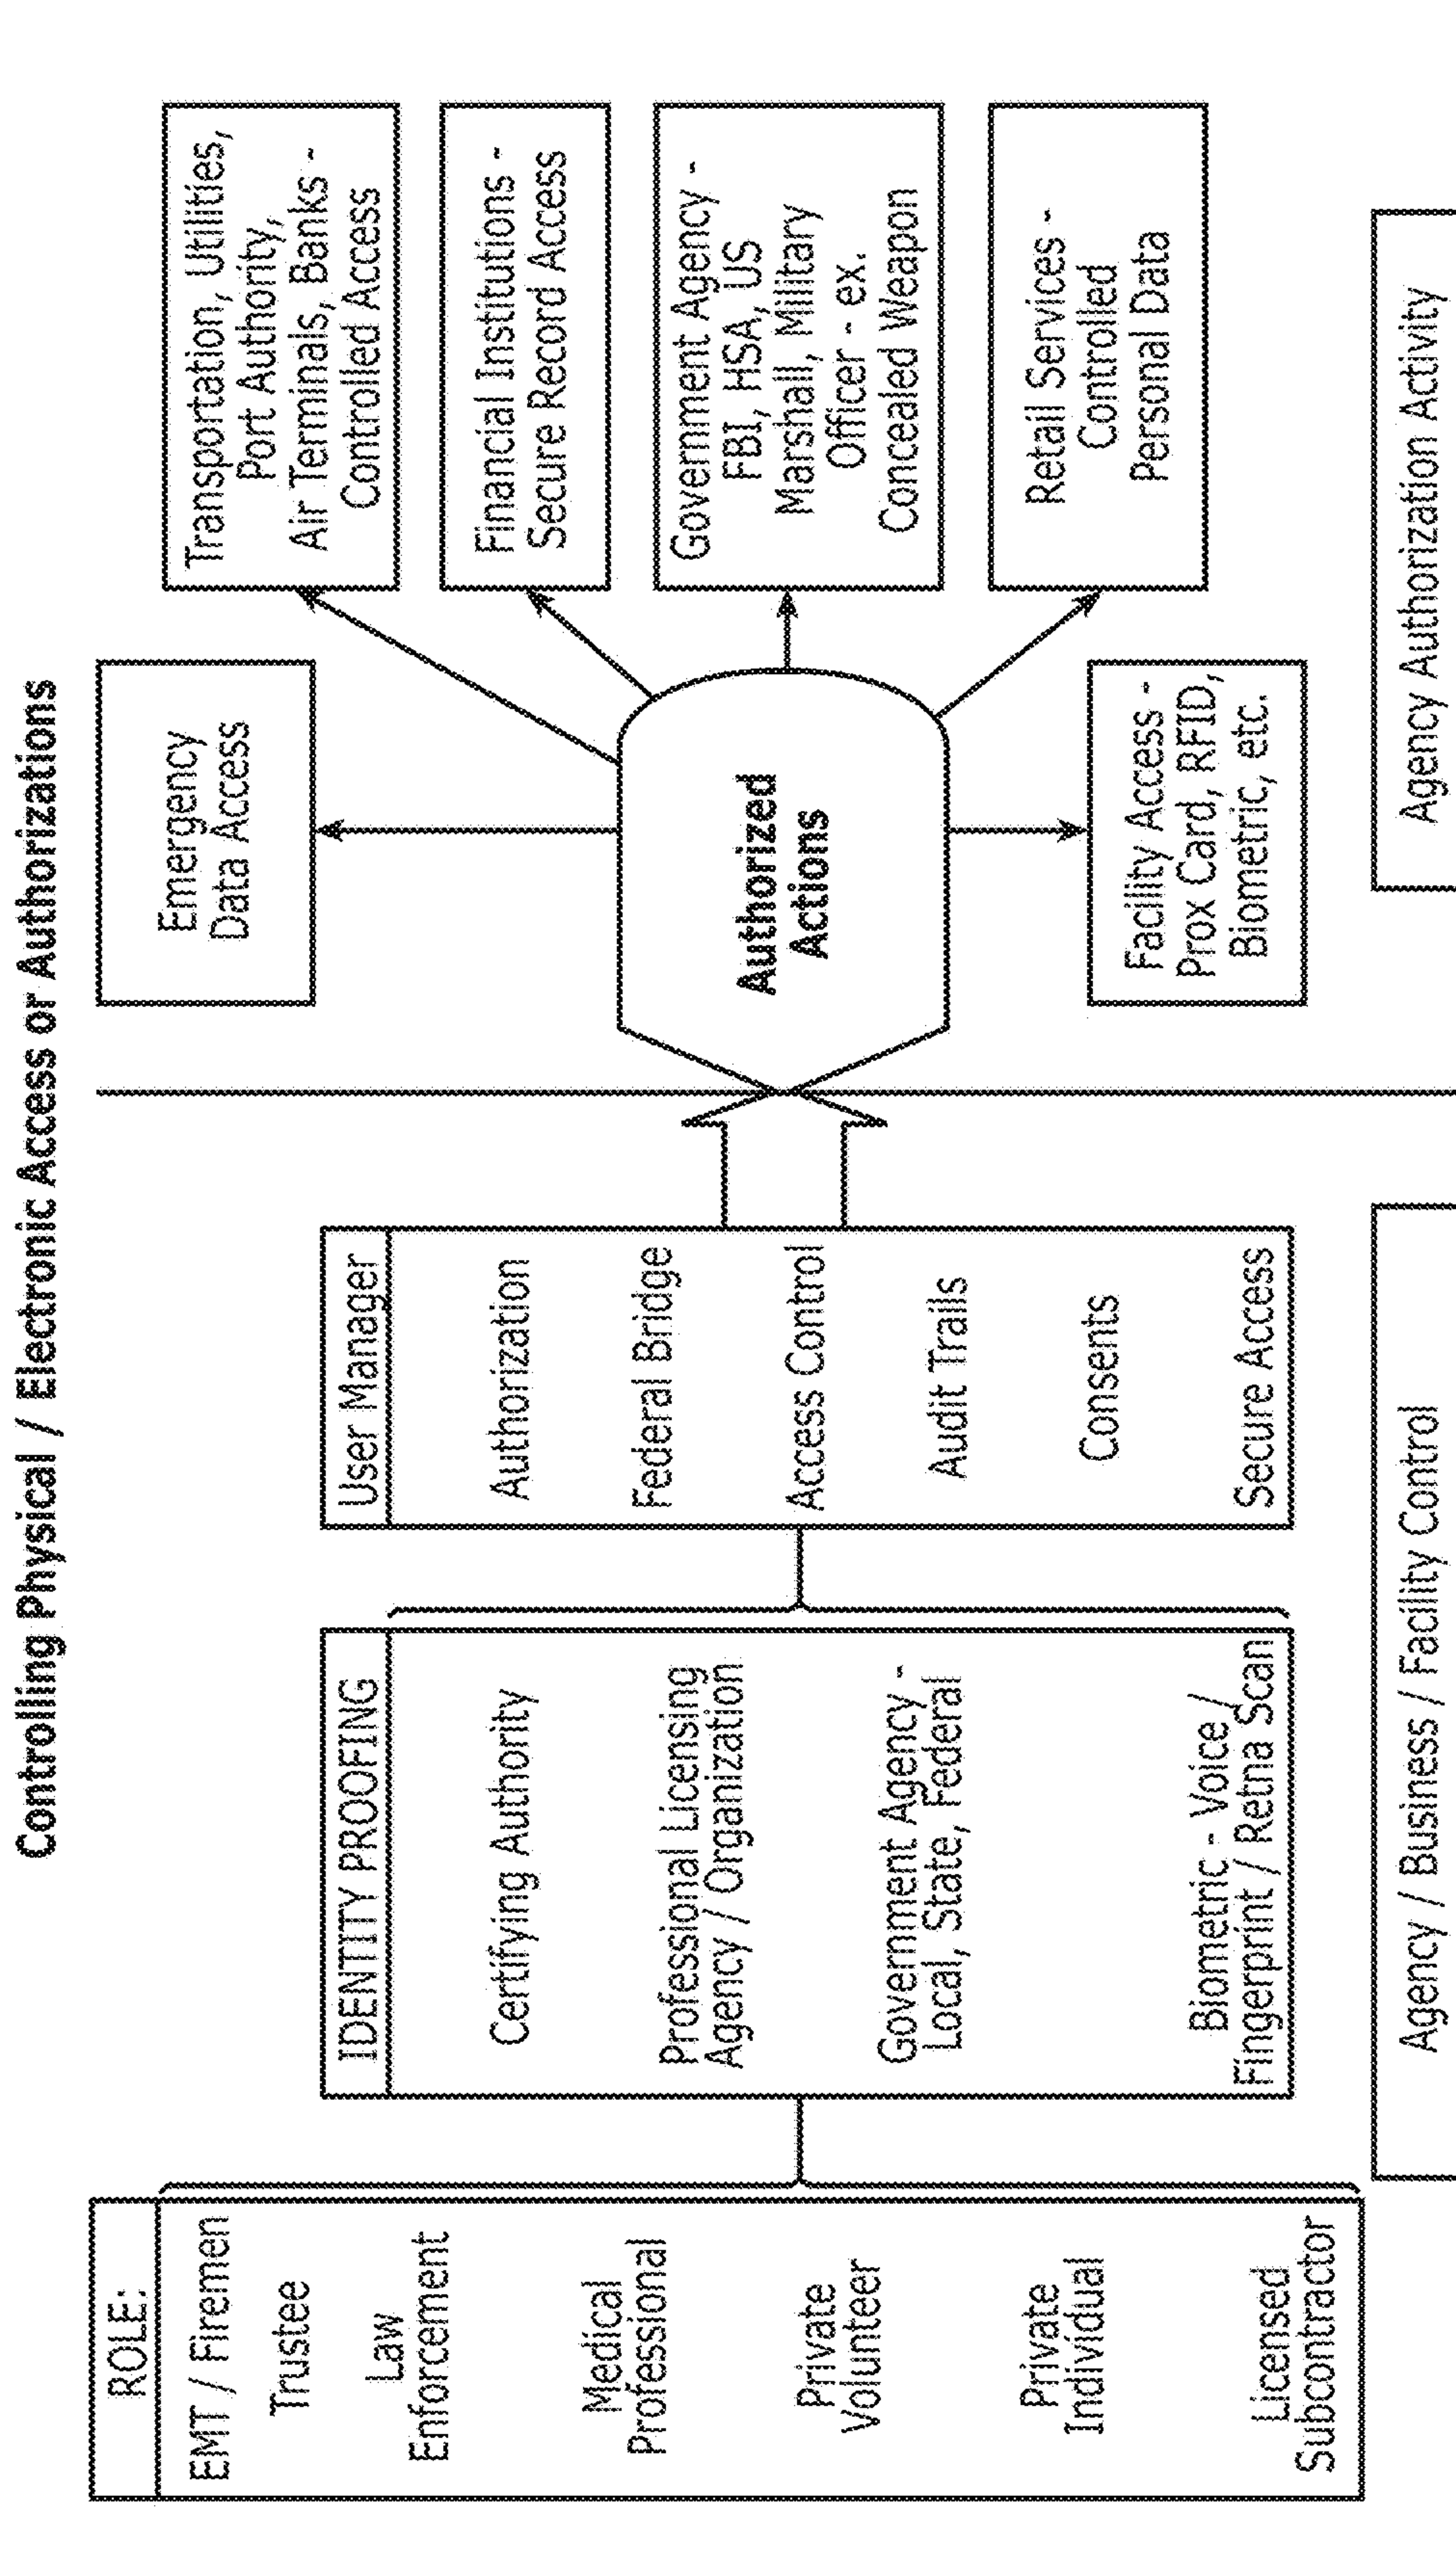 Controlling Physical / Electronic Access or Authorizations
ROLE:
EMT / Firemen
Trustee
Law
Enforcement
Medical
Professional
Private
Volunteer
Private
Individual
Licensed
Subcontractor
IDENTITY PROOFING
Certifying Authority
Professional Licensing
Agency / Organization
Government Agency -
Local, State, Federal
Biometric - Voice /
Fingerprint / Retna Scan
User Manager
Authorization
Federal Bridge
Access Control
Audit Trails
Consents
Secure Access
Authorized
Actions
Emergency
Data Access
Transportation, Utilities,
Port Authority,
Air Terminals, Banks -
Controlled Access
Financial Institutions -
Secure Record Access
Government Agency -
FBI, HSA, US
Marshall, Military
Officer - ex.
Concealed Weapon
Retail Services -
Controlled
Personal Data
Facility Access -
Prox Card, RFID,
Biometric, etc.
Agency / Business / Facility Control
Agency Authorization Activity